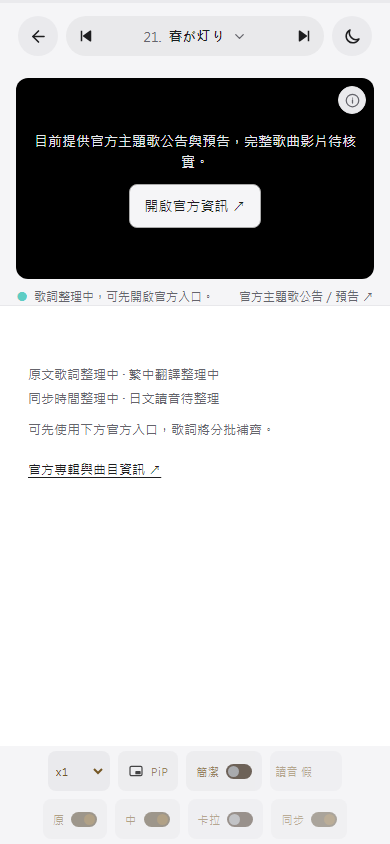 21. 春が灯り
目前提供官方主題歌公告與預告，完整歌曲影片待核
實。
開啟官方資訊 ↗
歌詞整理中，可先開啟官方入口。 官方主題歌公告 / 預告 ↗
原文歌詞整理中 · 繁中翻譯整理中
同步時間整理中 · 日文讀音待整理
可先使用下方官方入口，歌詞將分批補齊。
官方專輯與曲目資訊 ↗
x1 PiP 簡潔 讀音 假
原 中 卡拉 同步